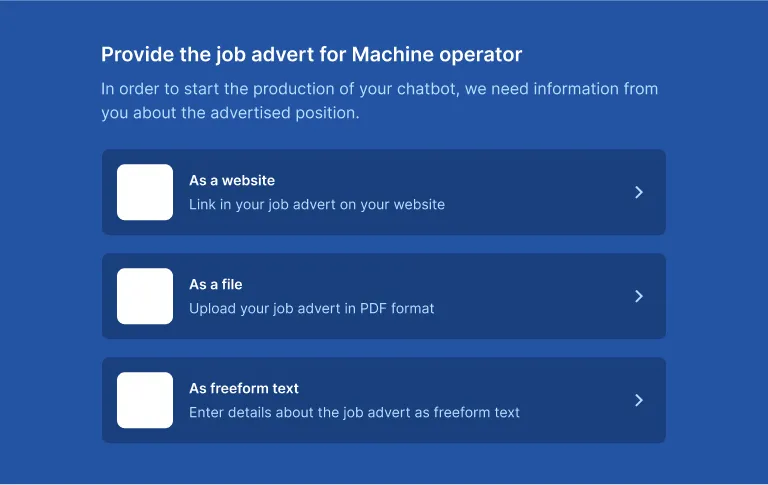 Provide the job advert for Machine operator
In order to start the production of your chatbot, we need information from
you about the advertised position.
As a website
Link in your job advert on your website
As a file
Upload your job advert in PDF format
As freeform text
Enter details about the job advert as freeform text